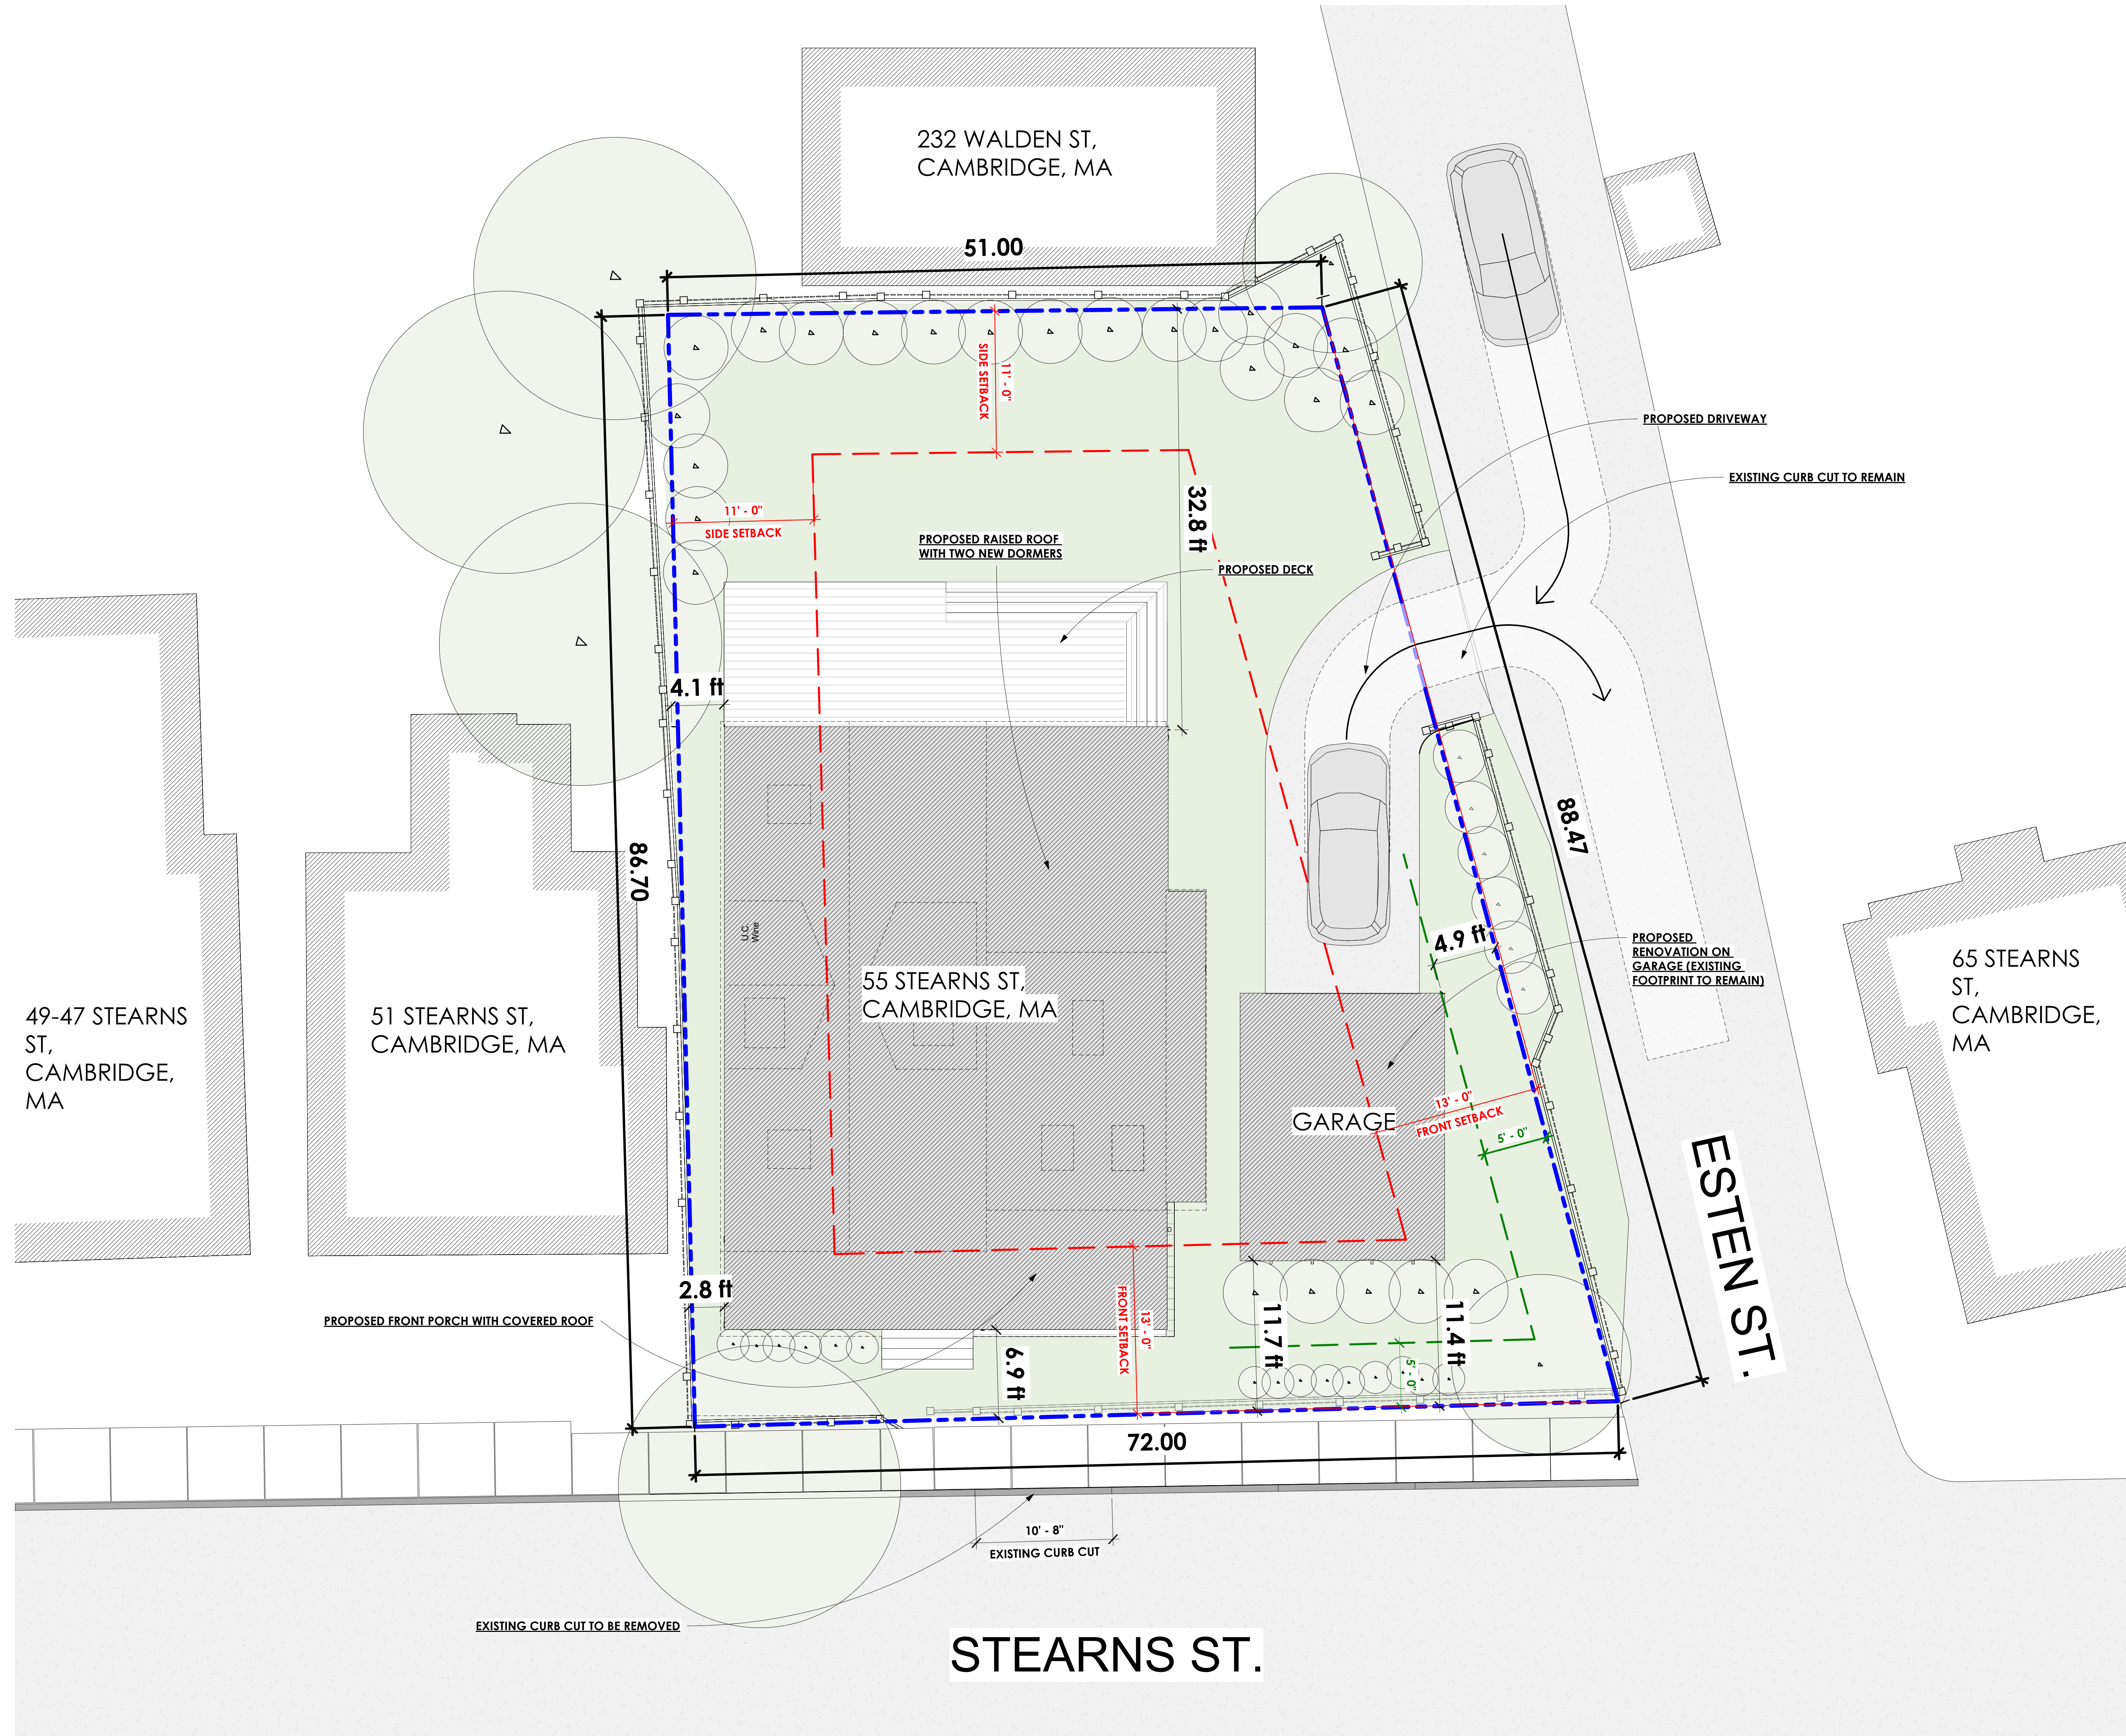 232 WALDEN ST,
CAMBRIDGE, MA
51.00
SIDE SETBACK
11' - 0"
PROPOSED DRIVEWAY
EXISTING CURB CUT TO REMAIN
32.8 ft
11' - 0"
SIDE SETBACK
PROPOSED RAISED ROOF
WITH TWO NEW DORMERS
PROPOSED DECK
4.1 ft
86.70
88.47
U.C.
Wine
4.9 ft
PROPOSED
RENOVATION ON
GARAGE (EXISTING
FOOTPRINT TO REMAIN)
55 STEARNS ST,
CAMBRIDGE, MA
49-47 STEARNS
ST,
CAMBRIDGE,
MA
51 STEARNS ST,
CAMBRIDGE, MA
65 STEARNS
ST,
CAMBRIDGE,
MA
GARAGE
13' - 0"
FRONT SETBACK
5' - 0"
ESTEN ST.
2.8 ft
PROPOSED FRONT PORCH WITH COVERED ROOF
6.9 ft
FRONT SETBACK
13' - 0"
11.7 ft
11.4 ft
5' - 0"
72.00
10' - 8"
EXISTING CURB CUT
EXISTING CURB CUT TO BE REMOVED
STEARNS ST.